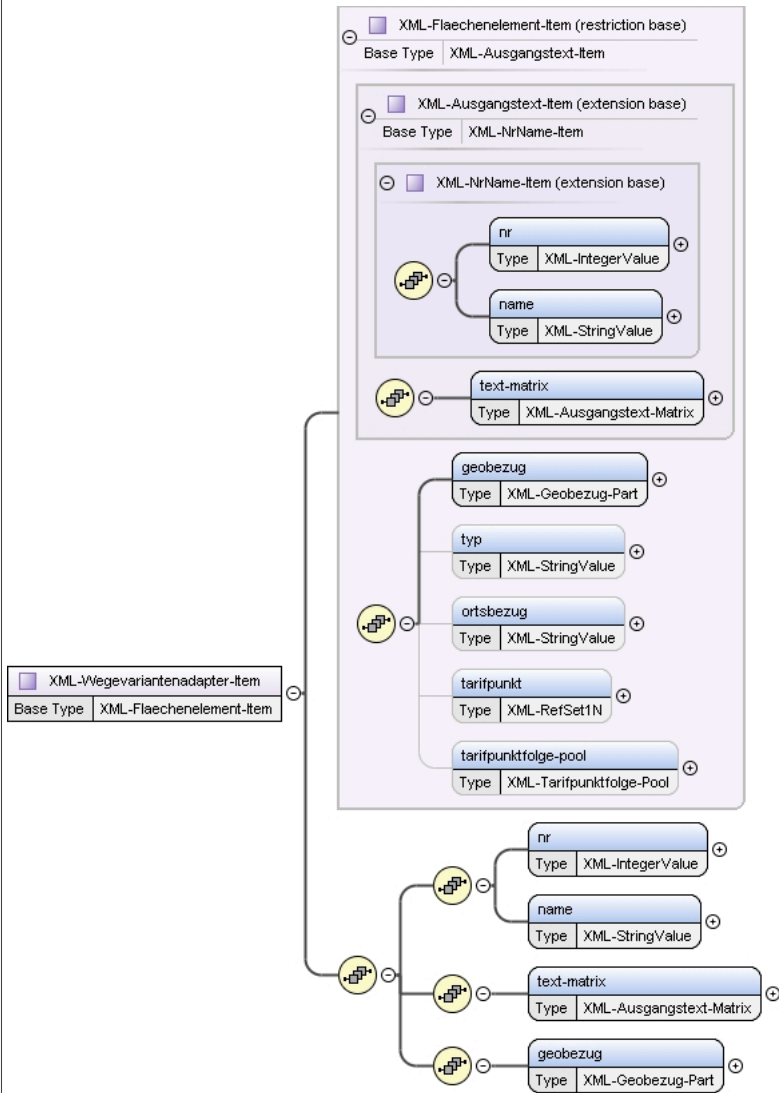 XML-Flaechenelement-Item (restriction base)
Base Type XML-Ausgangstext-Item
XML-Ausgangstext-Item (extension base)
Base Type XML-NrName-Item
XML-NrName-Item (extension base)
nr
Type XML-IntegerValue
name
Type XML-StringValue
text-matrix
Type XML-Ausgangstext-Matrix
geobezug
Type XML-Geobezug-Part
typ
Type XML-StringValue
ortsbezug
Type XML-StringValue
tarifpunkt
Type XML-RefSet1N
tarifpunktfolge-pool
Type XML-Tarifpunktfolge-Pool
XML-Wegevariantenadapter-Item
Base Type XML-Flaechenelement-Item
nr
Type XML-IntegerValue
name
Type XML-StringValue
text-matrix
Type XML-Ausgangstext-Matrix
geobezug
Type XML-Geobezug-Part